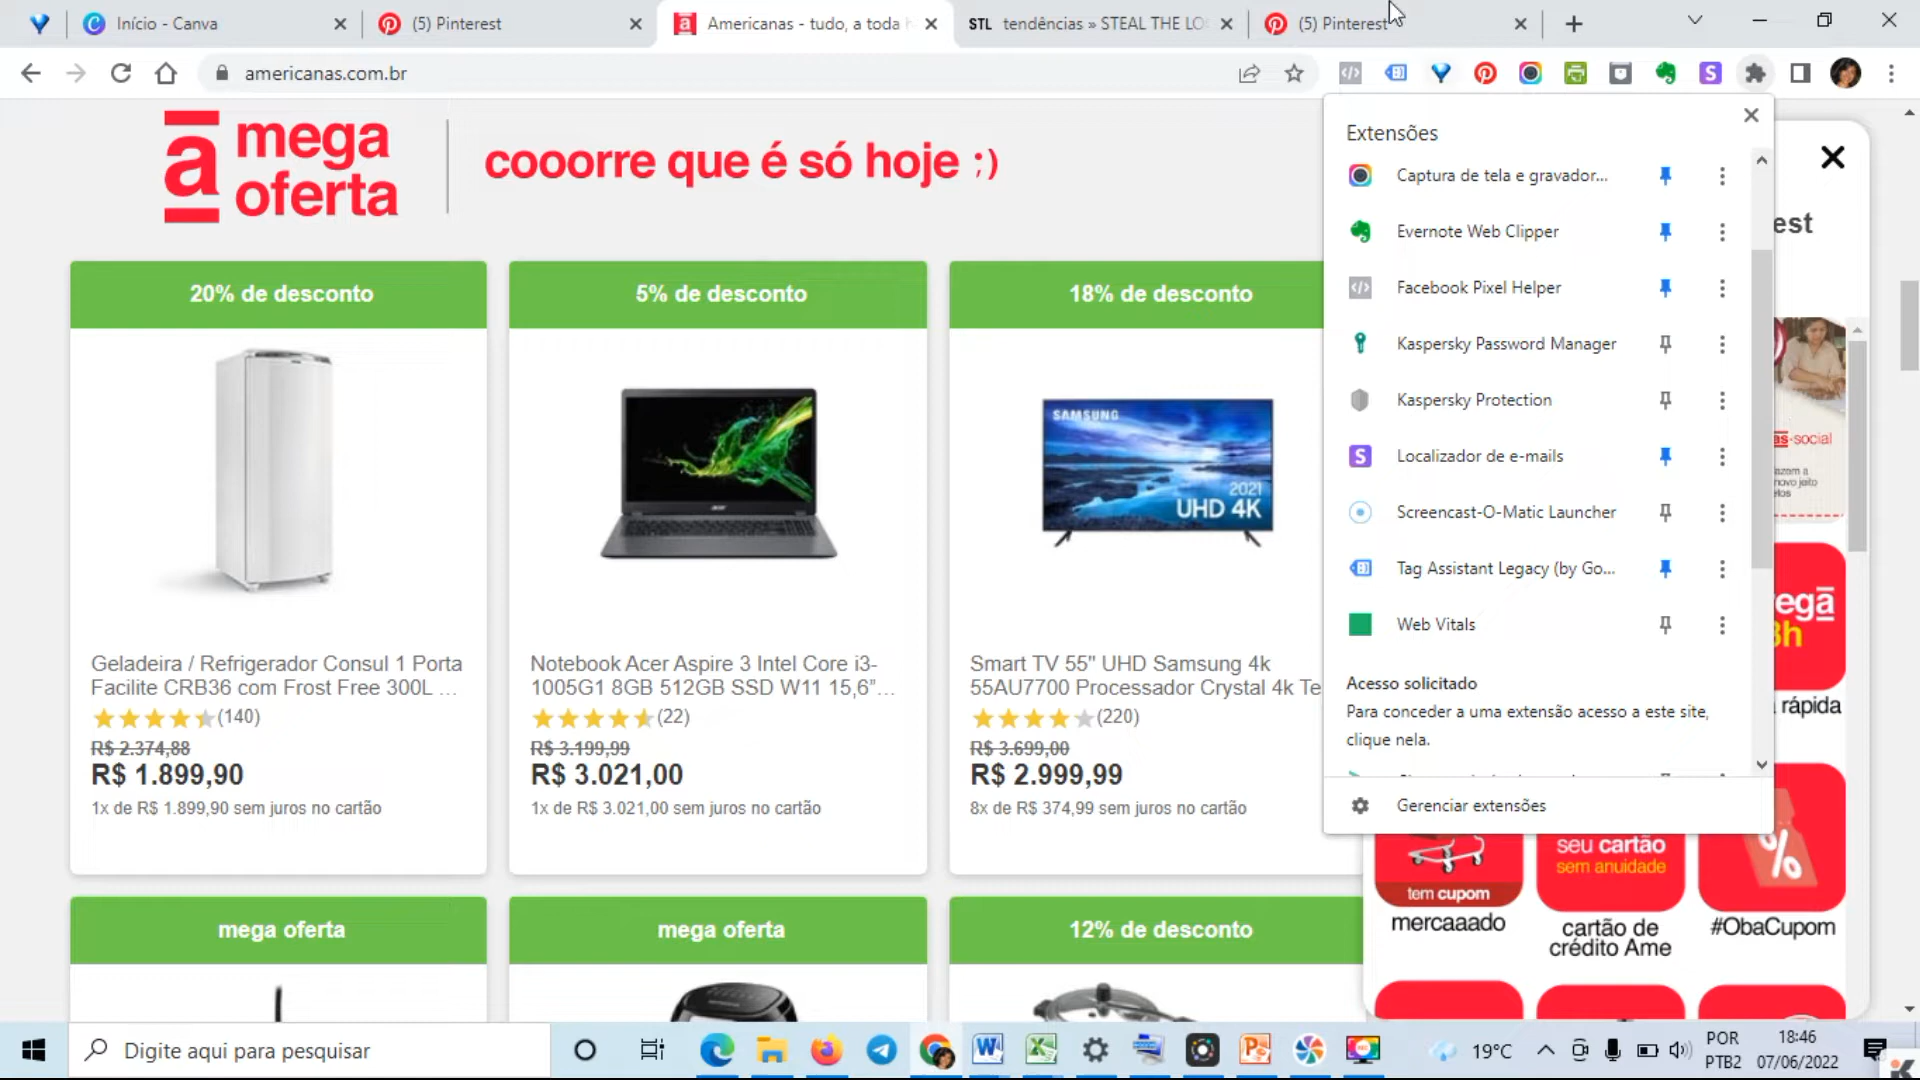 Início - Canva
(5) Pinterest
Americanas - tudo, a toda h
STL tendências » STEAL THE LO
(5) Pinterest
americanas.com.br
a mega oferta
cooorre que é só hoje ;)
Extensões
Captura de tela e gravador...
Evernote Web Clipper
Facebook Pixel Helper
Kaspersky Password Manager
Kaspersky Protection
S Localizador de e-mails
Screencast-O-Matic Launcher
Tag Assistant Legacy (by Go...
Web Vitals
Acesso solicitado
Para conceder a uma extensão acesso a este site,
clique nela.
Gerenciar extensões
20% de desconto
Geladeira / Refrigerador Consul 1 Porta
Facilite CRB36 com Frost Free 300L ...
(140)
R$ 2.374,88
R$ 1.899,90
1x de R$ 1.899,90 sem juros no cartão
5% de desconto
acer
Notebook Acer Aspire 3 Intel Core i3-
1005G1 8GB 512GB SSD W11 15,6”...
(22)
R$ 3.199,99
R$ 3.021,00
1x de R$ 3.021,00 sem juros no cartão
18% de desconto
SAMSUNG
2021
UHD 4K
Smart TV 55" UHD Samsung 4k
55AU7700 Processador Crystal 4k Te
(220)
R$ 3.699,00
R$ 2.999,99
8x de R$ 374,99 sem juros no cartão
est
as-social
ega
3h
rápida
tem cupom
mercaaado
seu cartão
sem anuidade
cartão de
crédito Ame
%
#ObaCupom
mega oferta
mega oferta
12% de desconto
Digite aqui para pesquisar
19°C
POR
PTB2
18:46
07/06/2022